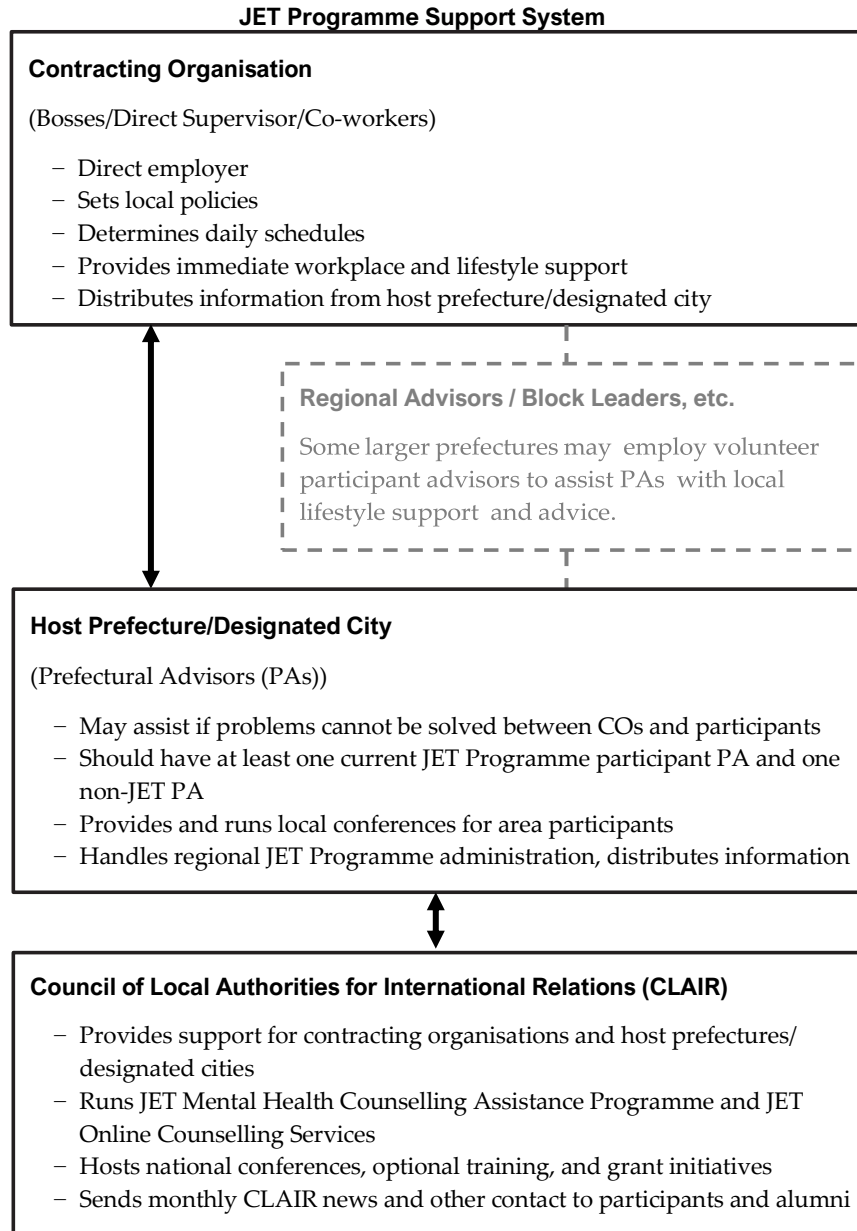 JET Programme Support System
Contracting Organisation
(Bosses/Direct Supervisor/Co-workers)
− Direct employer
− Sets local policies
− Determines daily schedules
− Provides immediate workplace and lifestyle support
− Distributes information from host prefecture/designated city
Regional Advisors / Block Leaders, etc.
Some larger prefectures may employ volunteer
participant advisors to assist PAs with local
lifestyle support and advice.
Host Prefecture/Designated City
(Prefectural Advisors (PAs))
− May assist if problems cannot be solved between COs and participants
− Should have at least one current JET Programme participant PA and one
non-JET PA
− Provides and runs local conferences for area participants
− Handles regional JET Programme administration, distributes information
Council of Local Authorities for International Relations (CLAIR)
− Provides support for contracting organisations and host prefectures/
designated cities
− Runs JET Mental Health Counselling Assistance Programme and JET
Online Counselling Services
− Hosts national conferences, optional training, and grant initiatives
− Sends monthly CLAIR news and other contact to participants and alumni